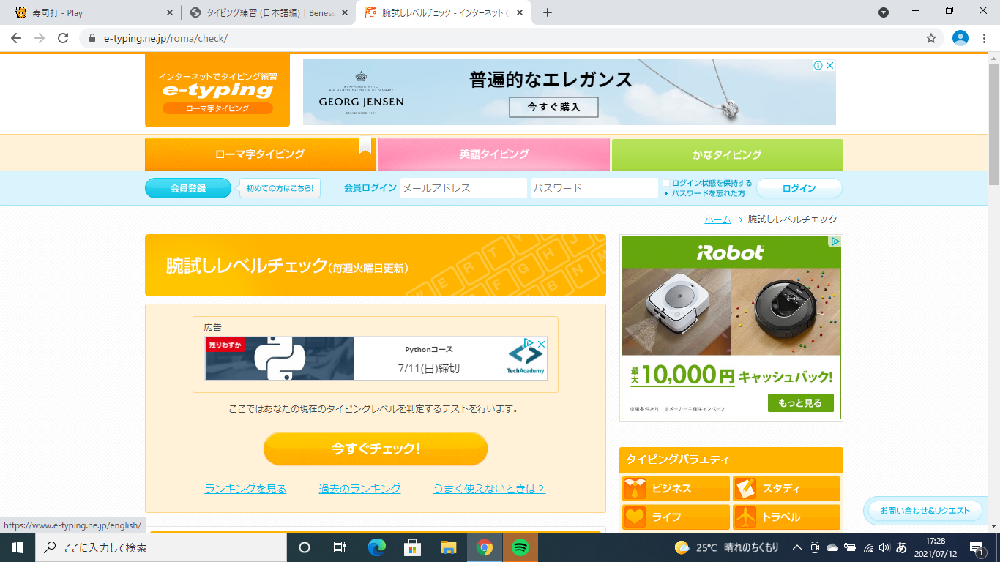 寿司打 - Play
タイピング練習 (日本語編) | Beness
腕試しレベルチェック - インターネットで
e-typing.ne.jp/roma/check/
インターネットでタイピング練習
e-typing
ローマ字タイピング
BY APPOINTMENT TO
HER MAJESTY THE QUEEN OF DENMARK
GEORG JENSEN
ESTABLISHED 1904
普遍的なエレガンス
今すぐ購入
ローマ字タイピング
英語タイピング
かなタイピング
会員登録
初めての方はこちら!
会員ログイン
メールアドレス
パスワード
ログイン状態を保持する
パスワードを忘れた方
ログイン
ホーム → 腕試しレベルチェック
腕試しレベルチェック(毎週火曜日更新)
広告
残りわずか
Pythonコース
7/11(日)締切
TechAcademy
ここではあなたの現在のタイピングレベルを判定するテストを行います。
今すぐチェック!
ランキングを見る
過去のランキング
うまく使えないときは?
iRobot
最大10,000円キャッシュバック!
※諸条件あり ※メーカー主催キャンペーン
もっと見る
タイピングバラエティ
ビジネス
スタディ
ライフ
トラベル
お問い合わせ&リクエスト
https://www.e-typing.ne.jp/english/
ここに入力して検索
25°C 晴れのちくもり
あ
17:28
2021/07/12
1